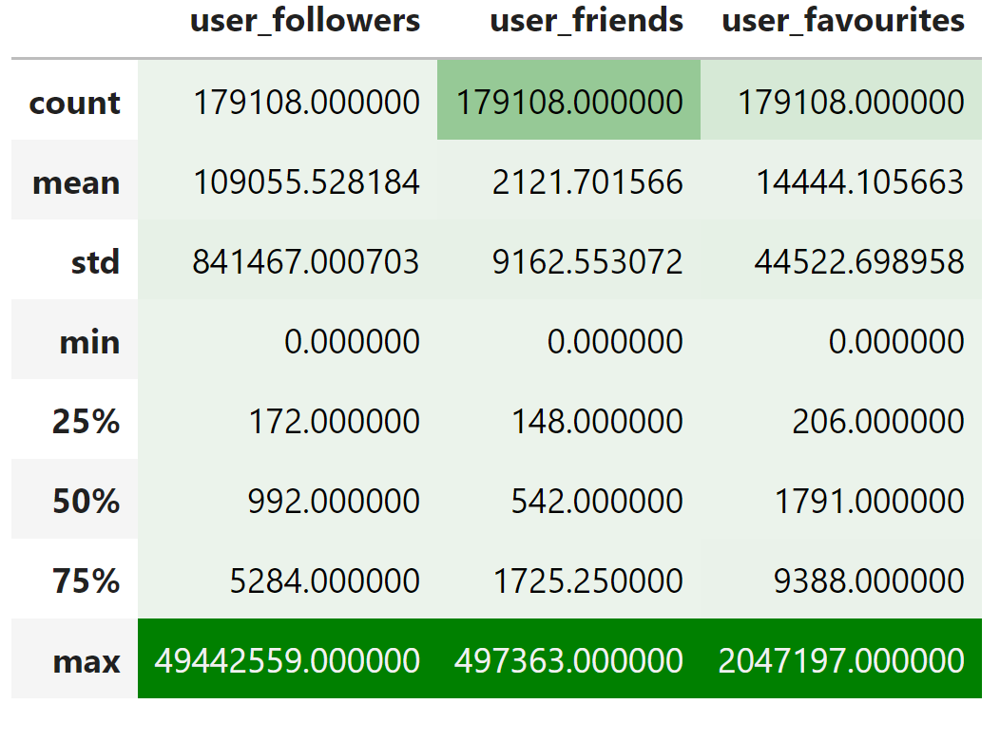 user_followers user_friends user_favourites
count 179108.000000 179108.000000 179108.000000
mean 109055.528184 2121.701566 14444.105663
std 841467.000703 9162.553072 44522.698958
min 0.000000 0.000000 0.000000
25% 172.000000 148.000000 206.000000
50% 992.000000 542.000000 1791.000000
75% 5284.000000 1725.250000 9388.000000
max 49442559.000000 497363.000000 2047197.000000